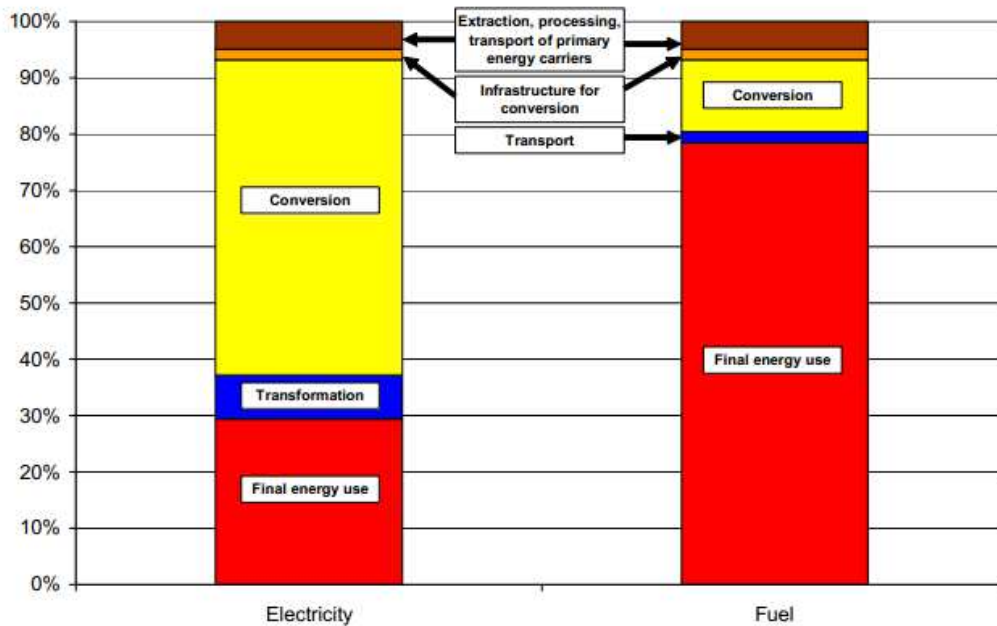 100%
90%
80%
70%
60%
50%
40%
30%
20%
10%
0%
Extraction, processing,
transport of primary
energy carriers
Infrastructure for
conversion
Transport
Conversion
Transformation
Final energy use
Conversion
Final energy use
Electricity
Fuel